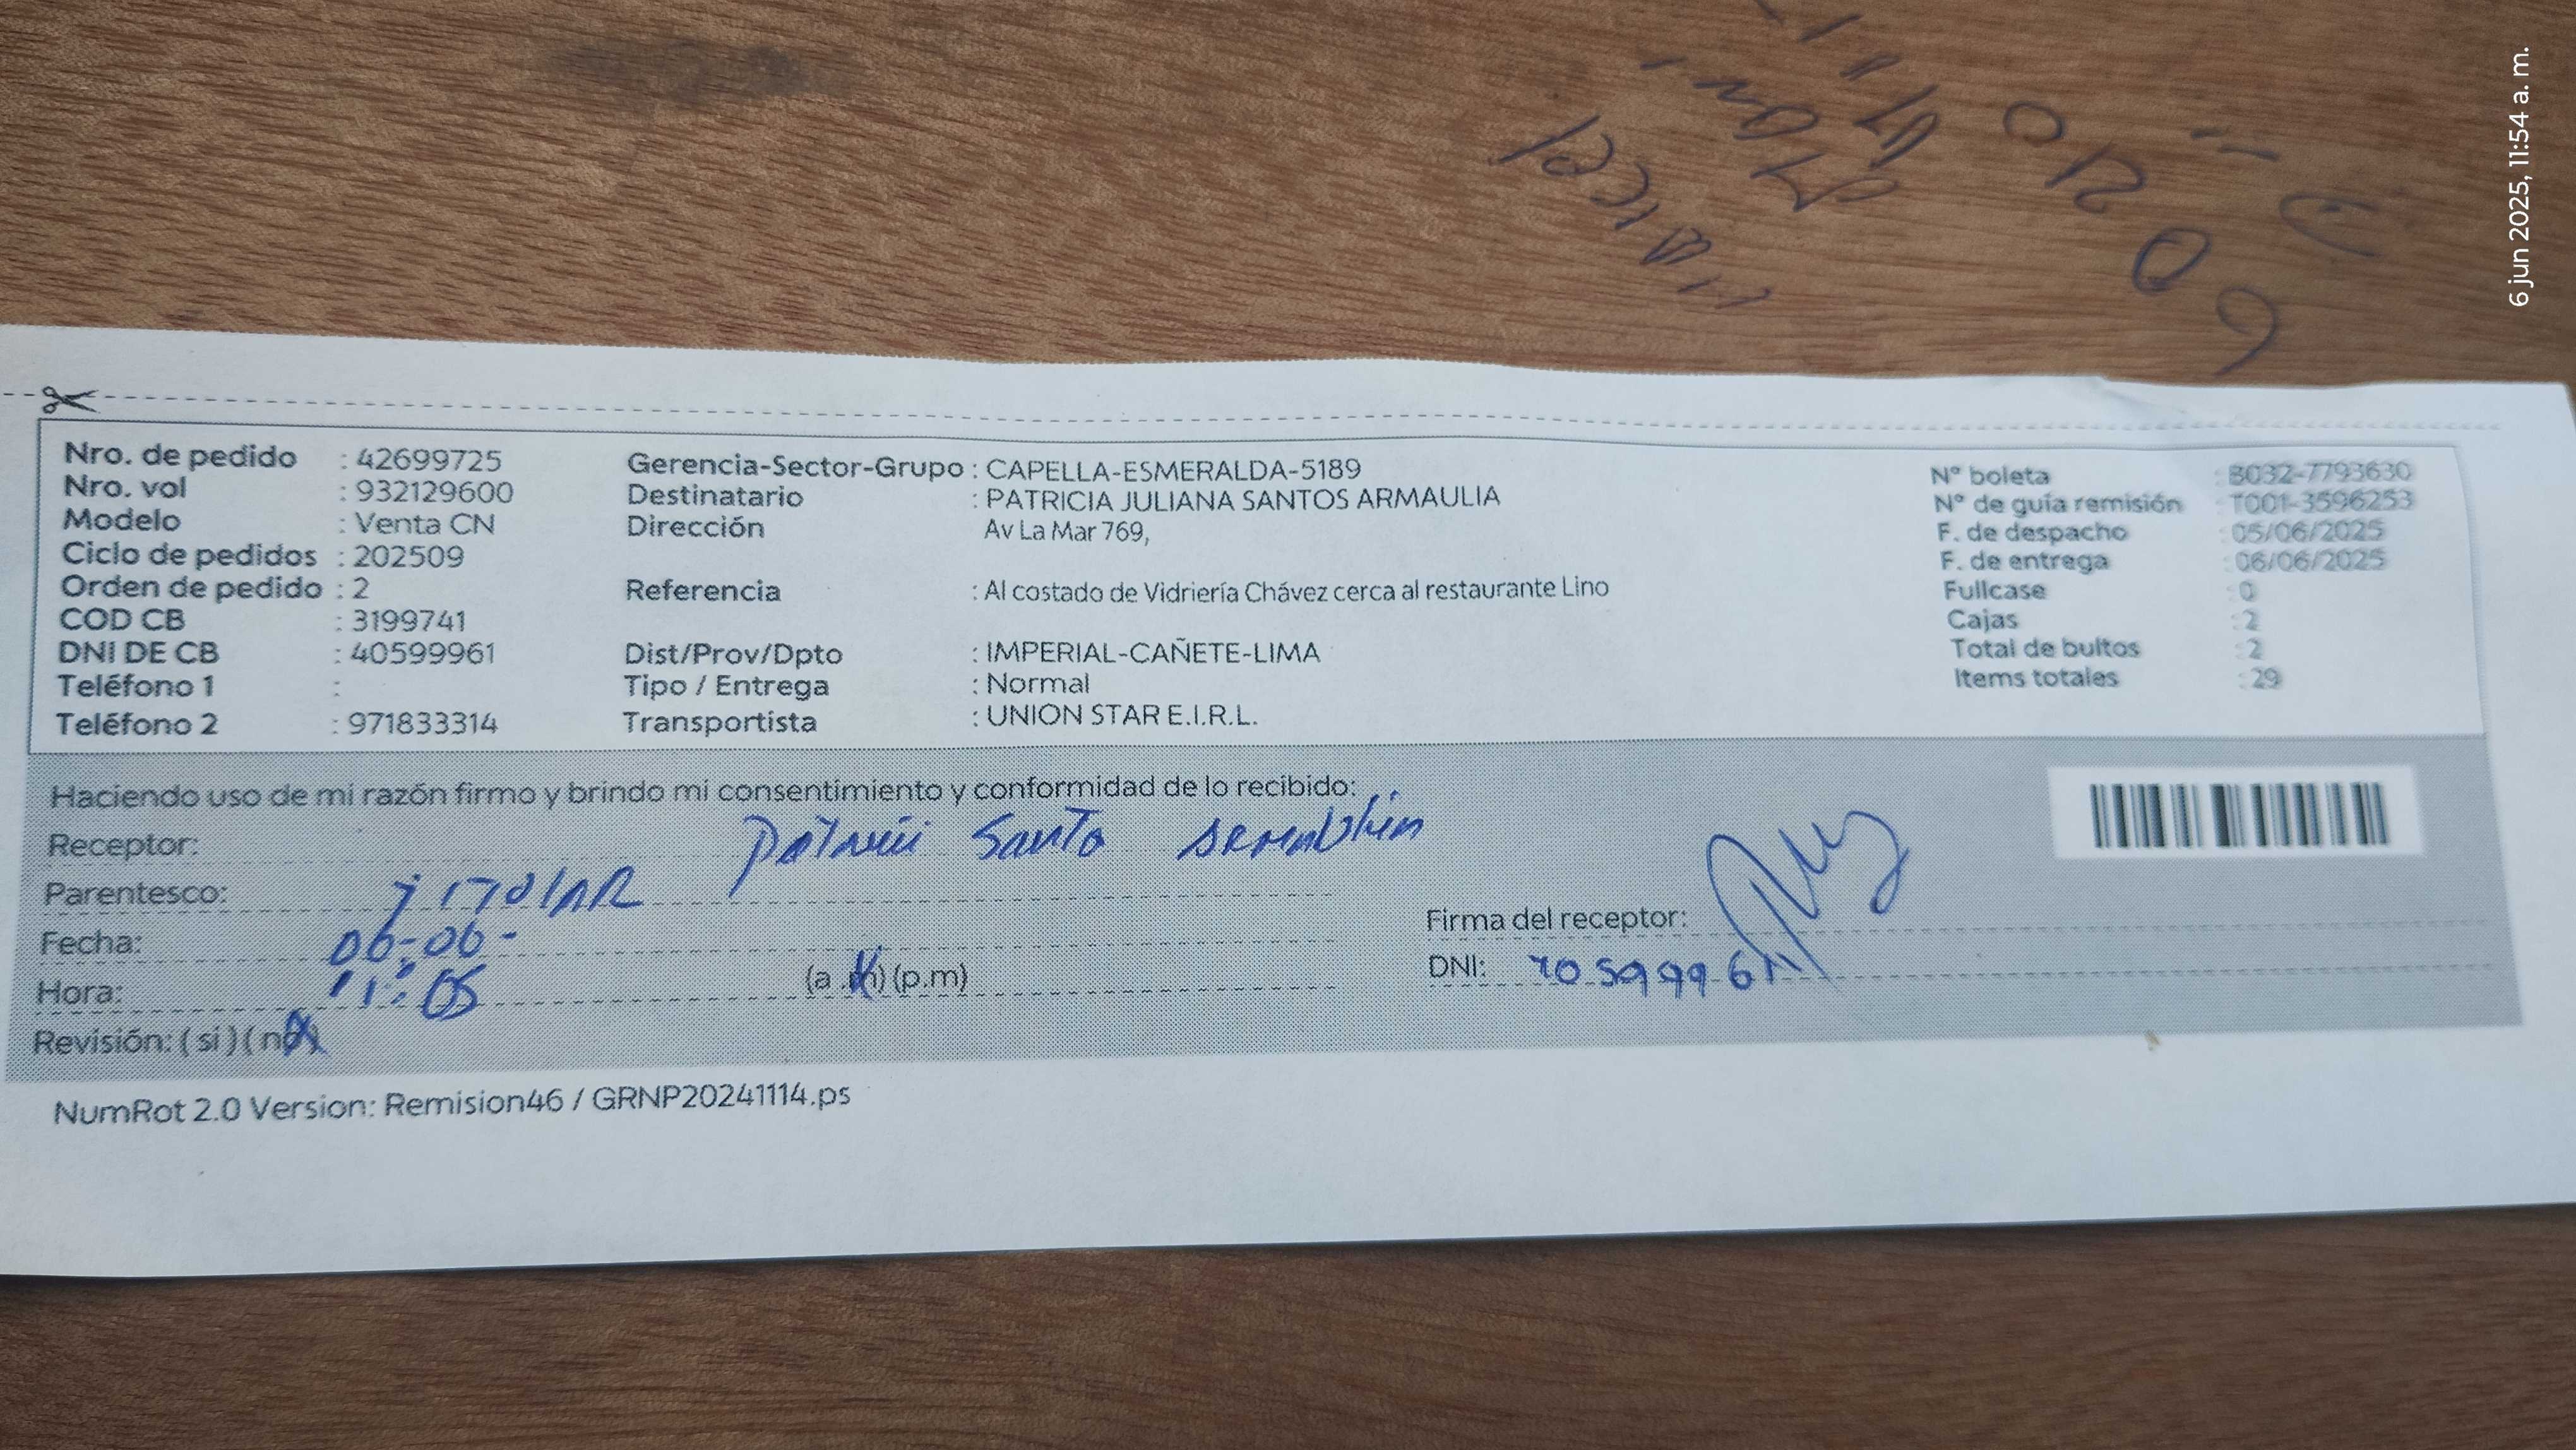 6 jun 2025, 11:54 a. m.
Nro. de pedido : 42699725
Nro. vol : 932129600
Modelo : Venta CN
Ciclo de pedidos : 202509
Orden de pedido : 2
COD CB : 3199741
DNI DE CB : 40599961
Teléfono 1 :
Teléfono 2 : 971833314
Gerencia-Sector-Grupo : CAPELLA-ESMERALDA-5189
Destinatario : PATRICIA JULIANA SANTOS ARMAULIA
Dirección Av La Mar 769,
Referencia : Al costado de Vidriería Chávez cerca al restaurante Lino
Dist/Prov/Dpto : IMPERIAL-CAÑETE-LIMA
Tipo / Entrega : Normal
Transportista : UNION STAR E.I.R.L.
N° boleta : B032-7793630
N° de guía remisión : T001-3596253
F. de despacho : 05/06/2025
F. de entrega : 06/06/2025
Fullcase : 0
Cajas : 2
Total de bultos : 2
Items totales : 29
Haciendo uso de mi razón firmo y brindo mi consentimiento y conformidad de lo recibido:
Receptor: Santo
Parentesco: TITOlAR
Fecha: 06-06-
Hora: 11:05 (a.m) (p.m)
Revisión: ( si ) ( no )
Firma del receptor:
DNI: 40599961
NumRot 2.0 Version: Remision46 / GRNP20241114.ps